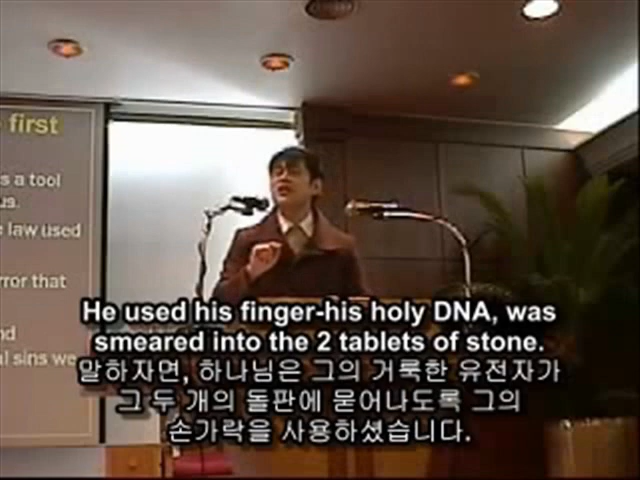 first
s a tool
us.
law used
rror that
nd
al sins we
He used his finger-his holy DNA, was
smeared into the 2 tablets of stone.
말하자면, 하나님은 그의 거룩한 유전자가
그 두 개의 돌판에 묻어나도록 그의
손가락을 사용하셨습니다.